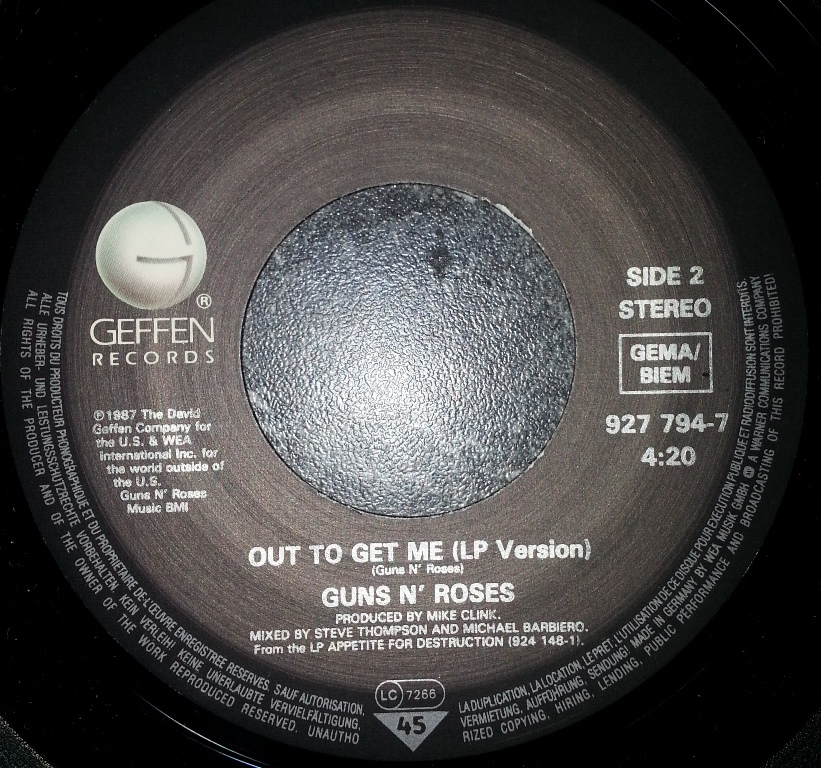 GEFFEN
RECORDS
®
℗1987 The David
Geffen Company for
the U.S. & WEA
International Inc. for
the world outside of
the U.S.
Guns N' Roses
Music BMI
SIDE 2
STEREO
GEMA/
BIEM
927 794-7
4:20
OUT TO GET ME (LP Version)
(Guns N' Roses)
GUNS N' ROSES
PRODUCED BY MIKE CLINK.
MIXED BY STEVE THOMPSON AND MICHAEL BARBIERO.
From the LP APPETITE FOR DESTRUCTION (924 148-1).
LC 7266
45
TOUS DROITS DU PRODUCTEUR PHONOGRAPHIQUE ET DU PROPRIETAIRE DE L'ŒUVRE ENREGISTREE RESERVES. SAUF AUTORISATION, LA DUPLICATION, LA LOCATION, LE PRET, L'UTILISATION DE CE DISQUE POUR EXECUTION PUBLIQUE ET RADIODIFFUSION SONT INTERDITS.
ALLE URHEBER- UND LEISTUNGSSCHUTZRECHTE VORBEHALTEN. KEIN VERLEIH! KEINE UNERLAUBTE VERVIELFÄLTIGUNG, VERMIETUNG, AUFFÜHRUNG, SENDUNG! MADE IN GERMANY BY WEA MUSIK GMBH A WARNER COMMUNICATIONS COMPANY
ALL RIGHTS OF THE PRODUCER AND OF THE OWNER OF THE WORK REPRODUCED RESERVED. UNAUTHORIZED COPYING, HIRING, LENDING, PUBLIC PERFORMANCE AND BROADCASTING OF THIS RECORD PROHIBITED!